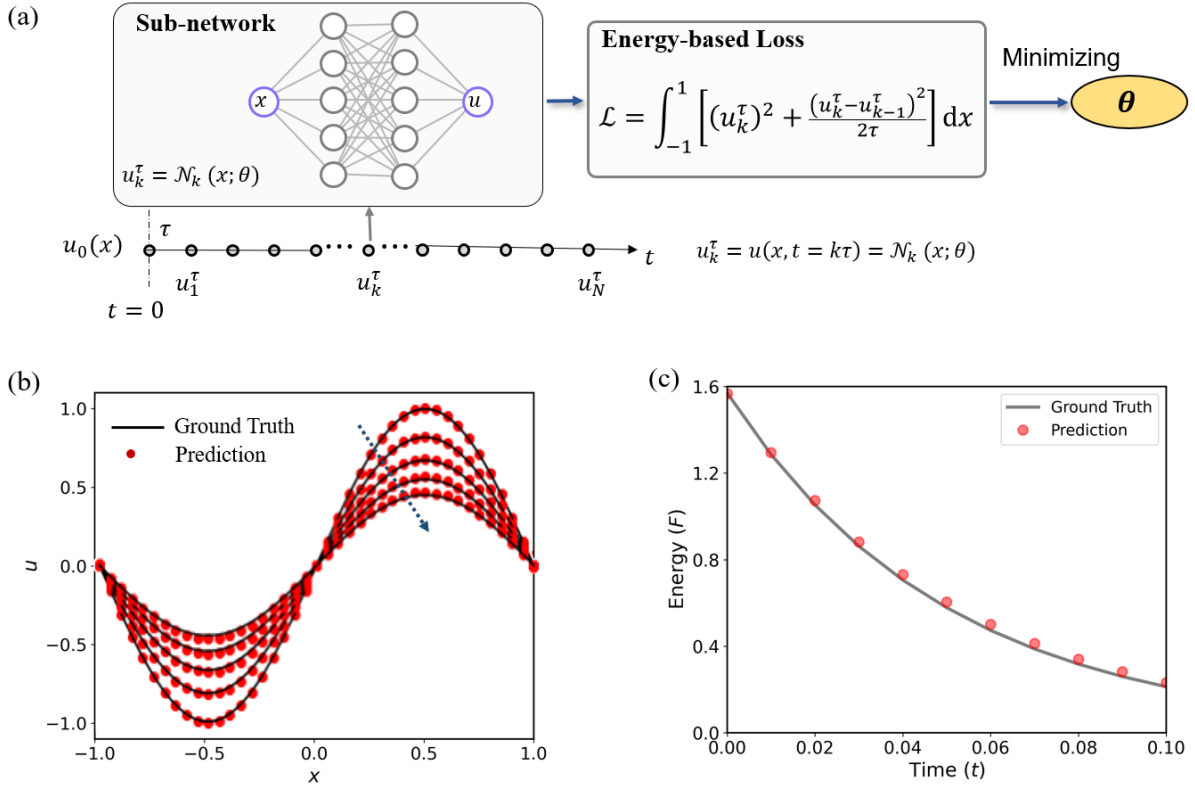 (a)
Sub-network
x
u
u_k^τ = 𝒩_k (x; θ)
Energy-based Loss
ℒ = ∫_{-1}^{1} [(u_k^τ)^2 + (u_k^τ − u_{k−1}^τ)^2 / 2τ] dx
Minimizing
θ
u_0(x)
τ
t
u_1^τ
u_k^τ
u_N^τ
t = 0
u_k^τ = u(x, t = kτ) = 𝒩_k (x; θ)
(b)
Ground Truth
Prediction
1.0
0.5
0.0
−0.5
−1.0
u
−1.0 −0.5 0.0 0.5 1.0
x
(c)
Ground Truth
Prediction
1.6
1.2
0.8
0.4
0.0
Energy (F)
0.00 0.02 0.04 0.06 0.08 0.10
Time (t)